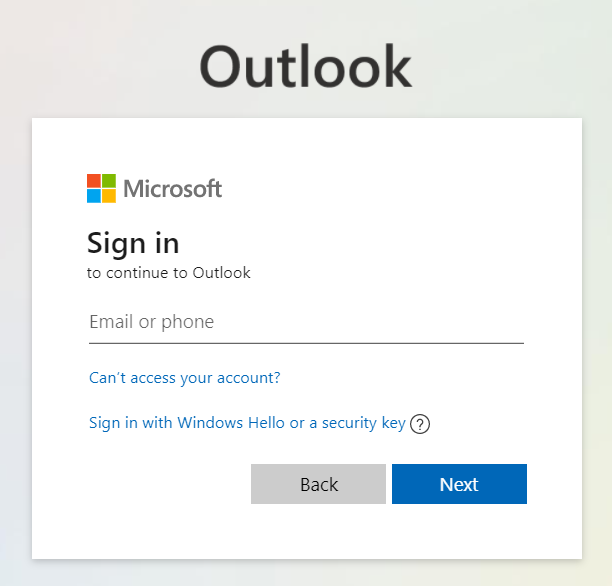 Outlook
Microsoft
Sign in
to continue to Outlook
Email or phone
Can't access your account?
Sign in with Windows Hello or a security key ?
Back Next